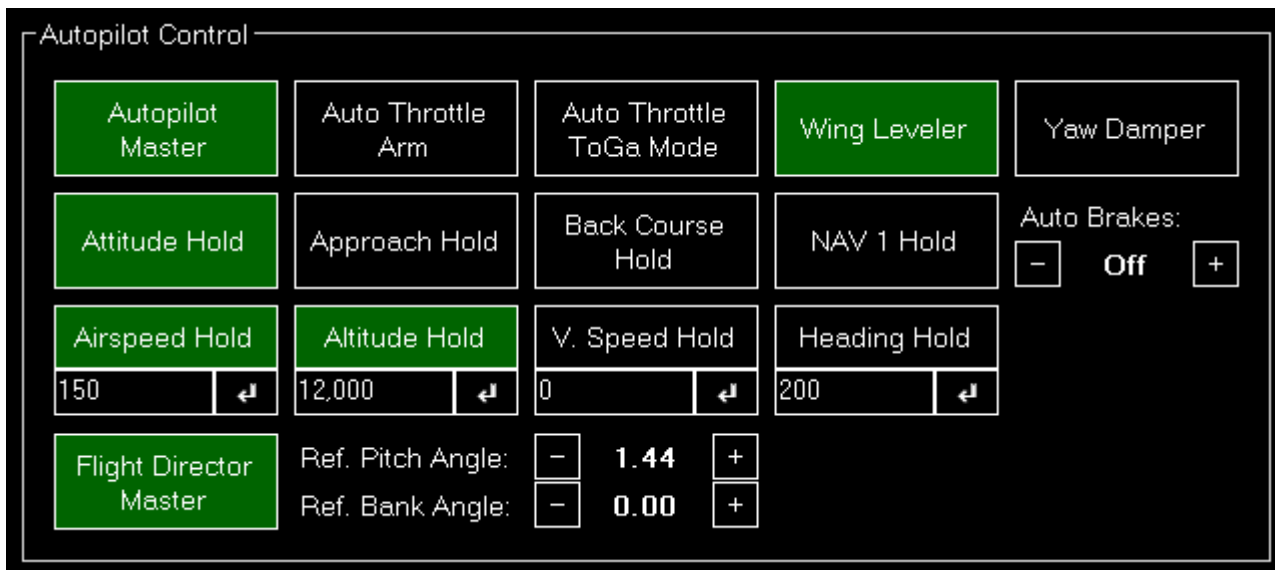 Autopilot Control
Autopilot
Master
Auto Throttle
Arm
Auto Throttle
ToGa Mode
Wing Leveler
Yaw Damper
Attitude Hold
Approach Hold
Back Course
Hold
NAV 1 Hold
Auto Brakes:
- Off +
Airspeed Hold
150
Altitude Hold
12,000
V. Speed Hold
0
Heading Hold
200
Flight Director
Master
Ref. Pitch Angle: - 1.44 +
Ref. Bank Angle: - 0.00 +